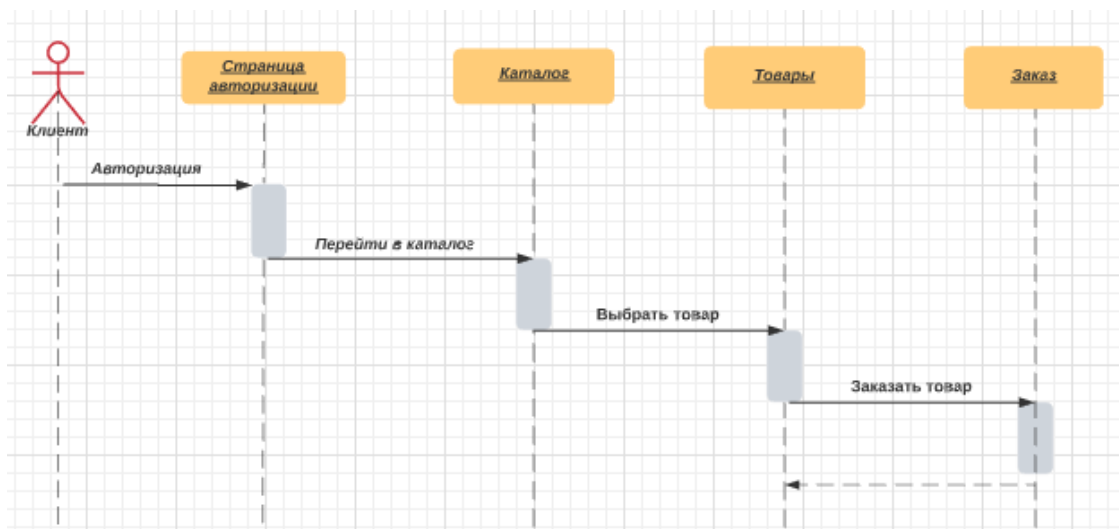 Страница
авторизации
Каталог
Товары
Заказ
Клиент
Авторизация
Перейти в каталог
Выбрать товар
Заказать товар